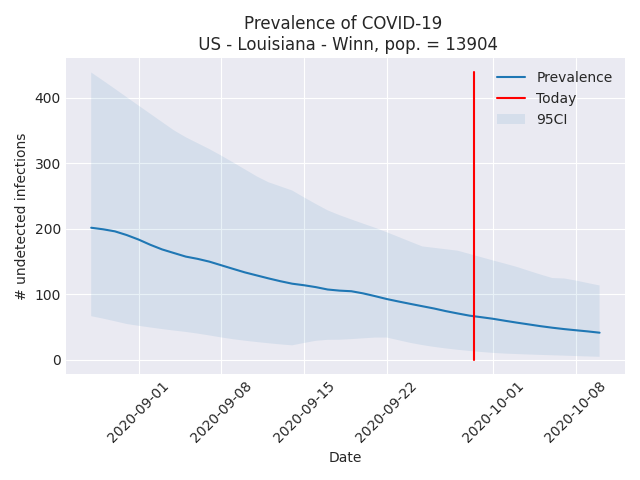 Prevalence of COVID-19
US - Louisiana - Winn, pop. = 13904
Prevalence
Today
95CI
# undetected infections
400
300
200
100
0
2020-09-01
2020-09-08
2020-09-15
2020-09-22
2020-10-01
2020-10-08
Date